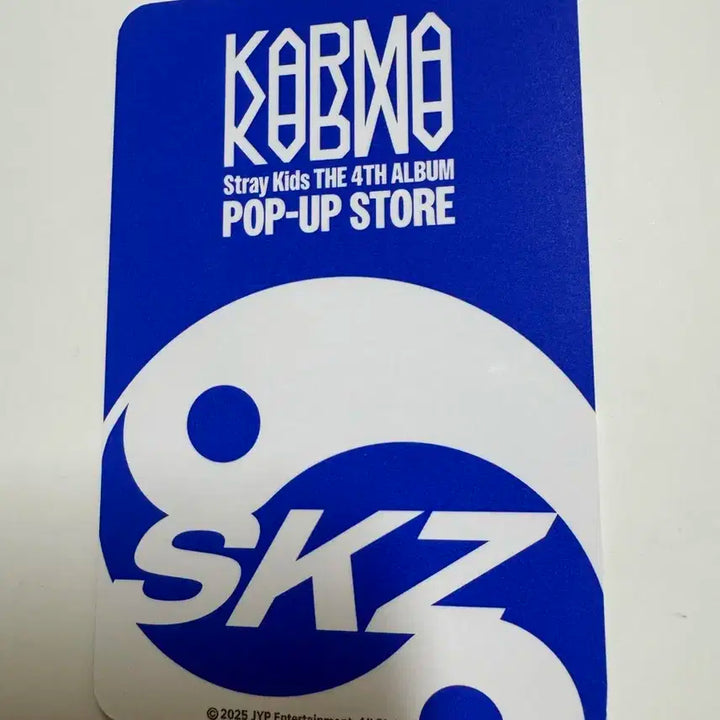 KARMA
Stray Kids THE 4TH ALBUM
POP-UP STORE
SKZ
© 2025 JYP Entertainment.